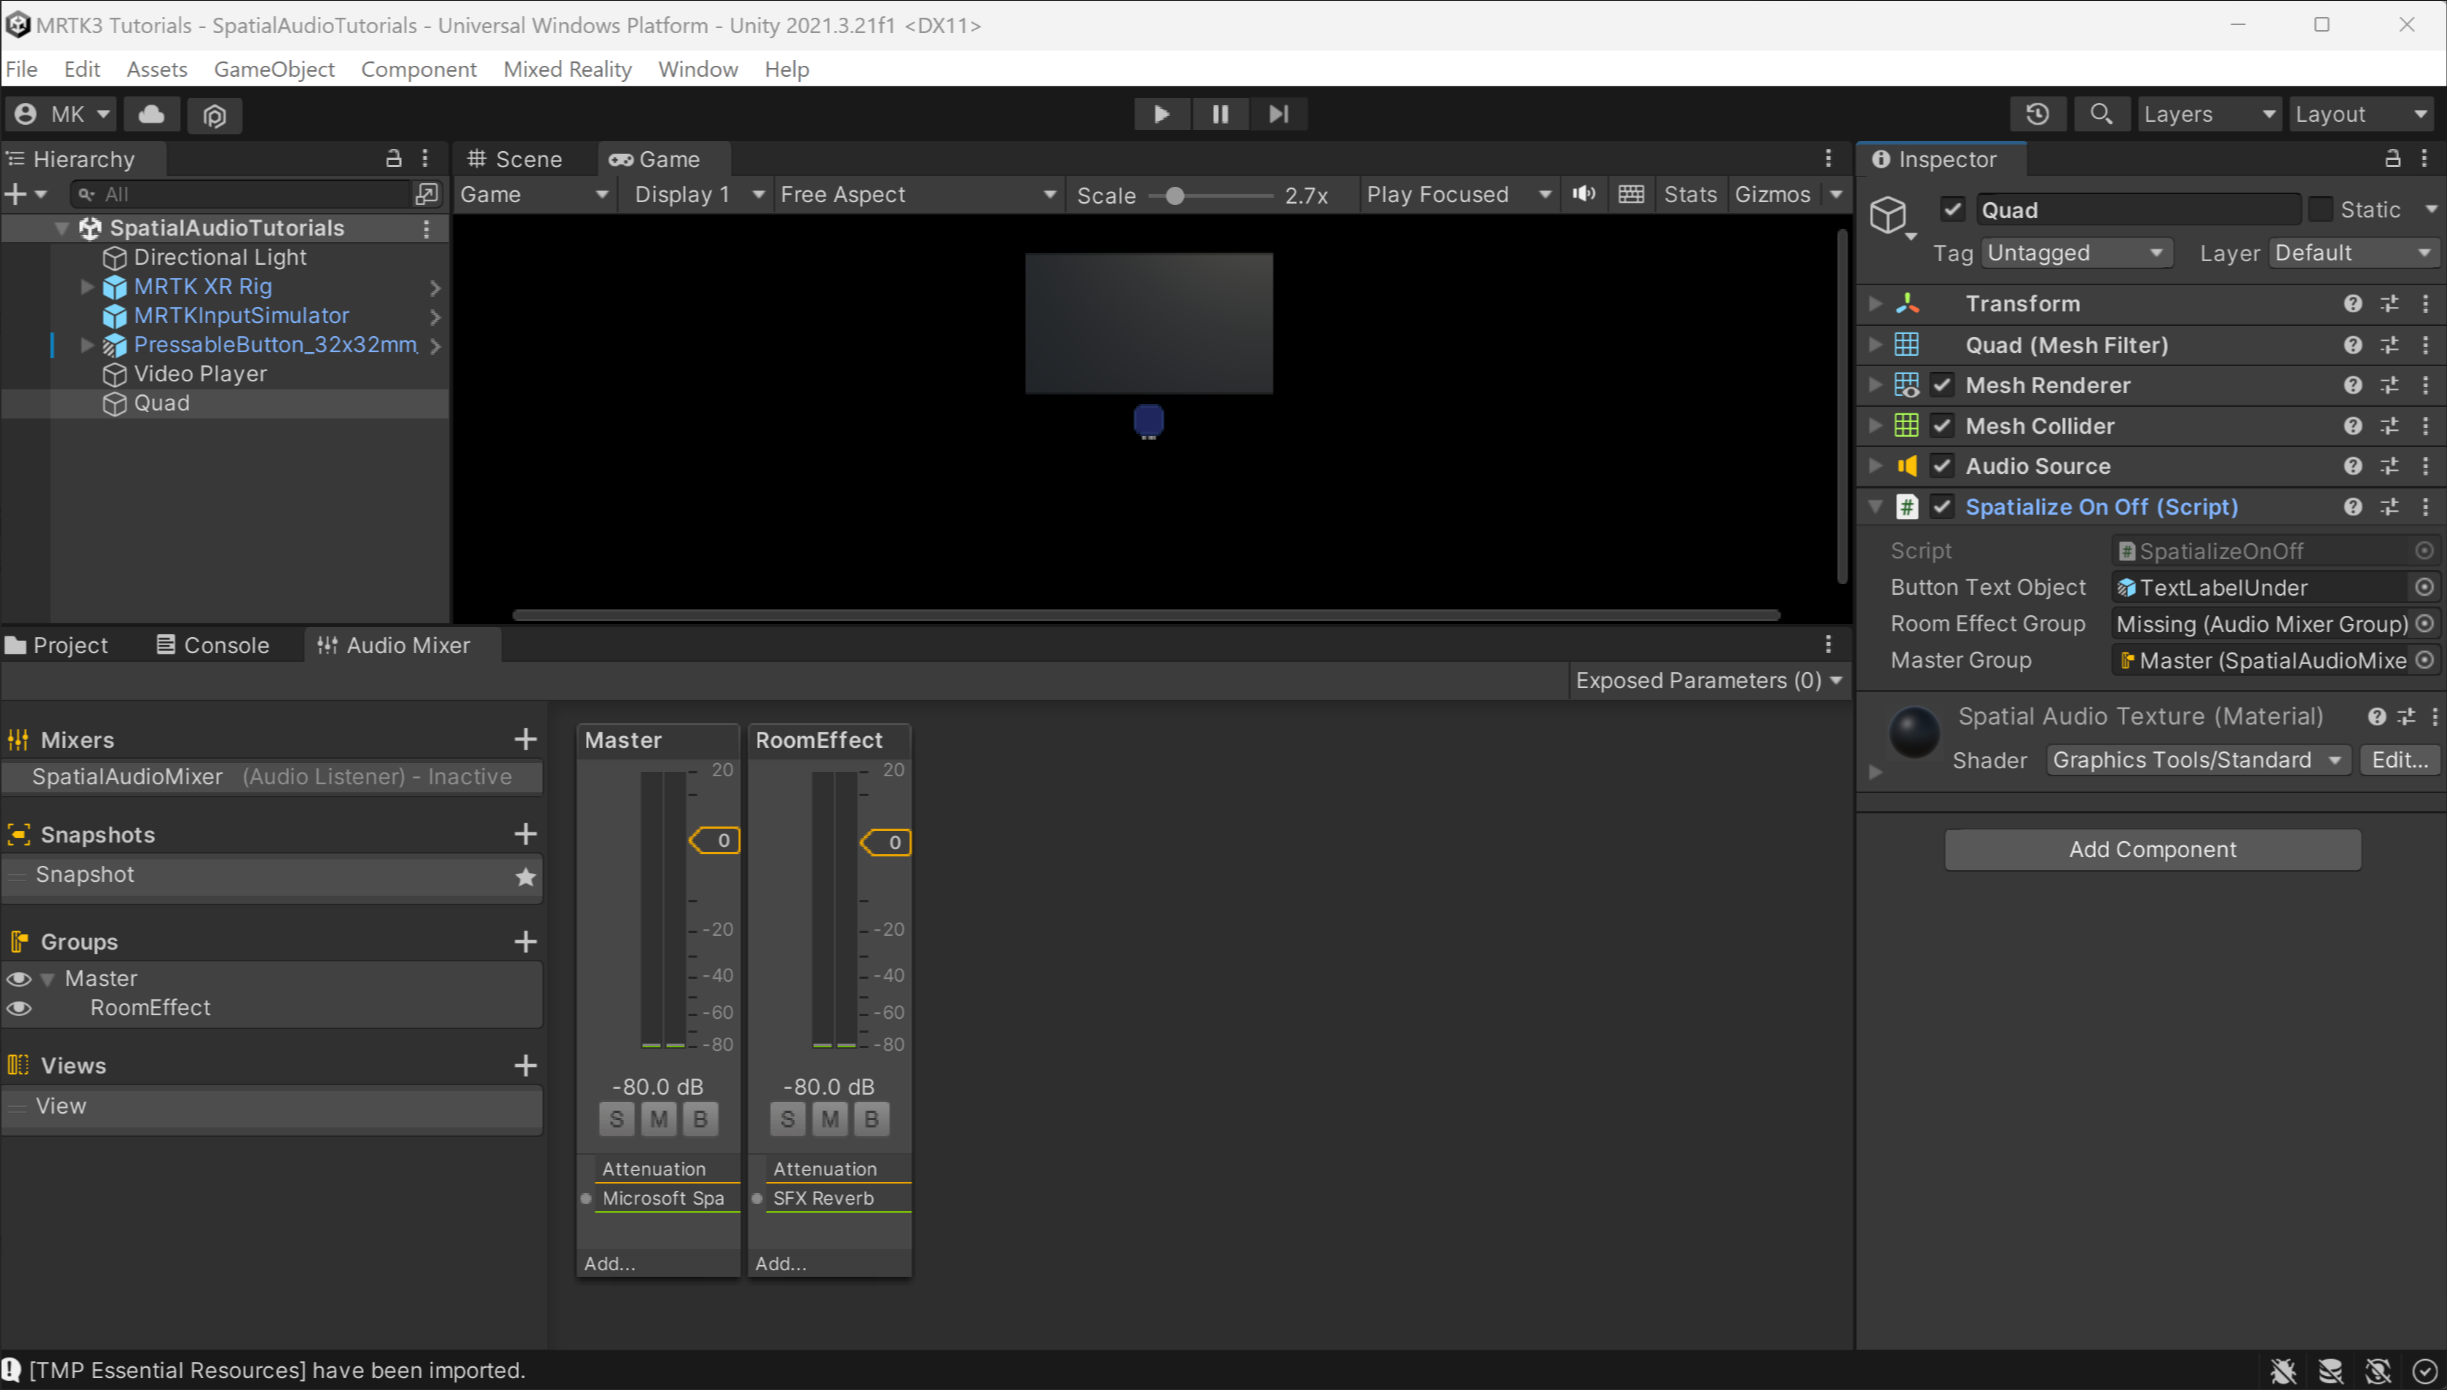 MRTK3 Tutorials - SpatialAudioTutorials - Universal Windows Platform - Unity 2021.3.21f1 <DX11>
File Edit Assets GameObject Component Mixed Reality Window Help
MK
Layers
Layout
Hierarchy
All
SpatialAudioTutorials
Directional Light
MRTK XR Rig
MRTKInputSimulator
PressableButton_32x32mm
Video Player
Quad
Scene
Game
Game
Display 1
Free Aspect
Scale
2.7x
Play Focused
Stats
Gizmos
Inspector
Quad
Static
Tag
Untagged
Layer
Default
Transform
Quad (Mesh Filter)
Mesh Renderer
Mesh Collider
Audio Source
# Spatialize On Off (Script)
Script
# SpatializeOnOff
Button Text Object
TextLabelUnder
Room Effect Group
Missing (Audio Mixer Group)
Master Group
Master (SpatialAudioMixe
Spatial Audio Texture (Material)
Shader
Graphics Tools/Standard
Edit...
Add Component
Project
Console
Audio Mixer
Exposed Parameters (0)
Mixers
SpatialAudioMixer (Audio Listener) - Inactive
Snapshots
Snapshot
Groups
Master
RoomEffect
Views
View
Master
20
0
-20
-40
-60
-80
-80.0 dB
S M B
Attenuation
Microsoft Spa
Add...
RoomEffect
20
0
-20
-40
-60
-80
-80.0 dB
S M B
Attenuation
SFX Reverb
Add...
[TMP Essential Resources] have been imported.